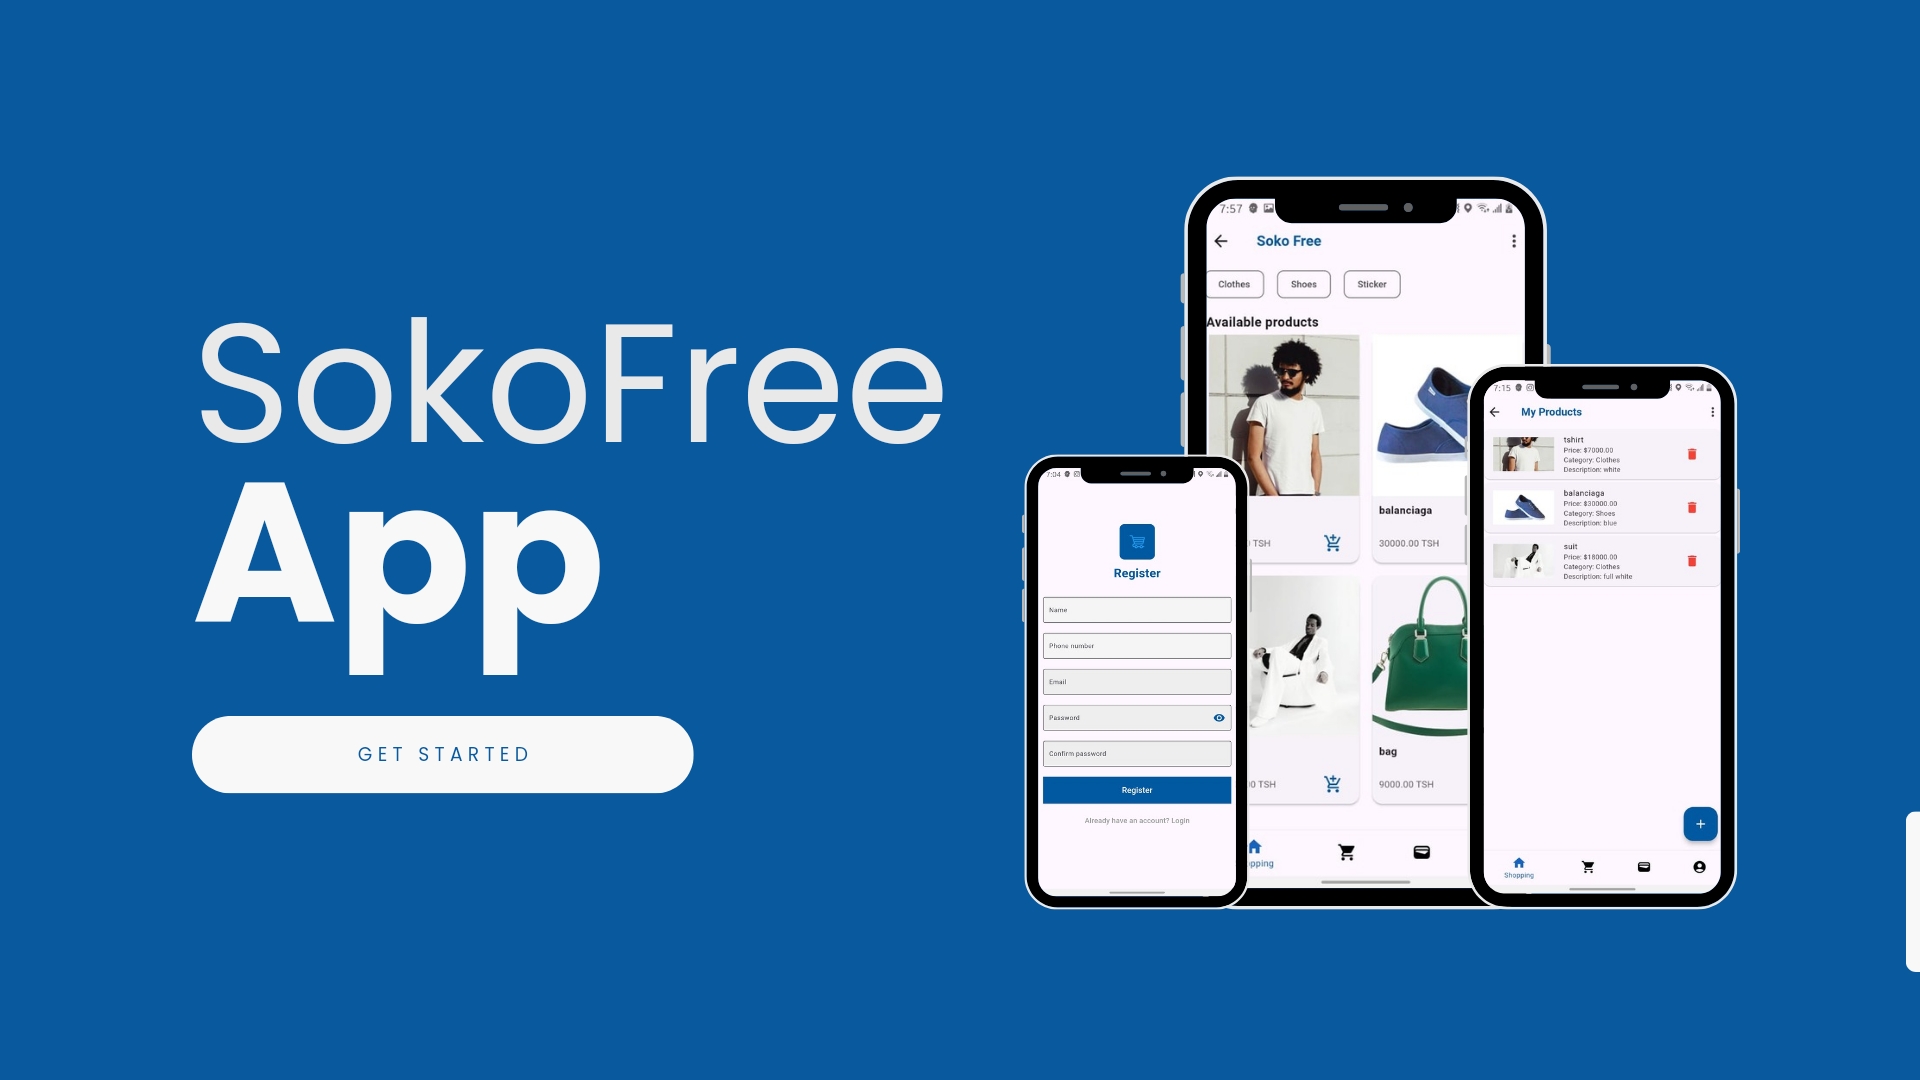 SokoFree
App
GET STARTED
7:57
Soko Free
Clothes
Shoes
Sticker
Available products
TSH
balanciaga
30000.00 TSH
0 TSH
bag
9000.00 TSH
pping
7:04
Register
Name
Phone number
Email
Password
Confirm password
Register
Already have an account? Login
7:15
My Products
tshirt
Price: $7000.00
Category: Clothes
Description: white
balanciaga
Price: $30000.00
Category: Shoes
Description: blue
suit
Price: $18000.00
Category: Clothes
Description: full white
Shopping